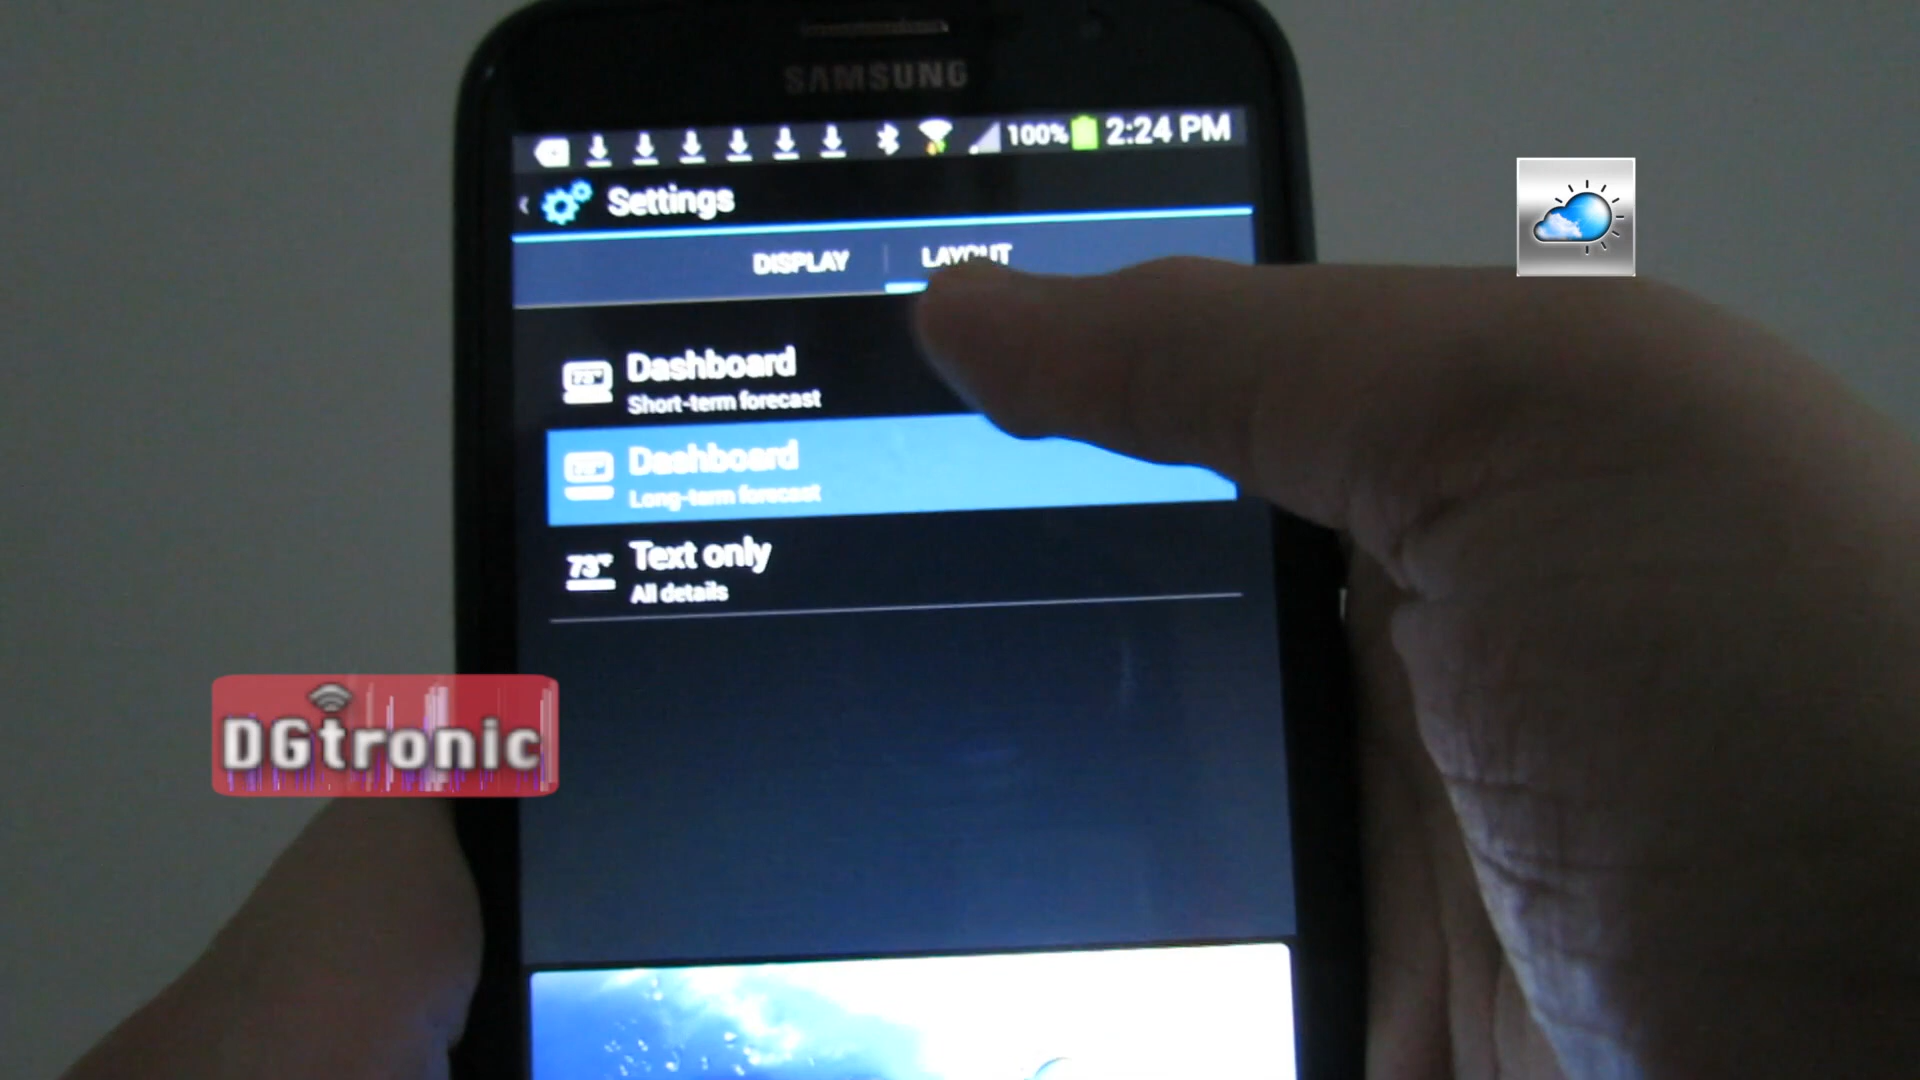 SAMSUNG
100% 2:24 PM
Settings
DISPLAY LAYOUT
Dashboard
Short-term forecast
Dashboard
Long-term forecast
73° Text only
All details
DGtronic